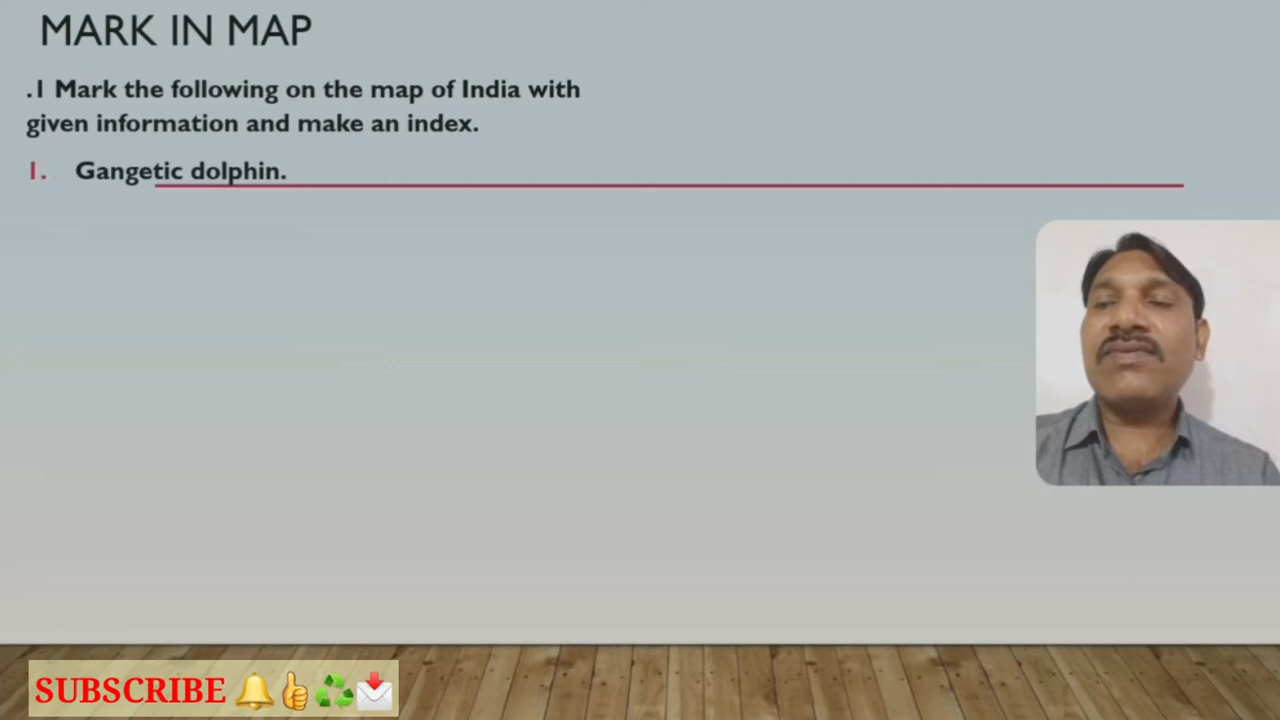 MARK IN MAP
.1 Mark the following on the map of India with
given information and make an index.
1. Gangetic dolphin.
SUBSCRIBE